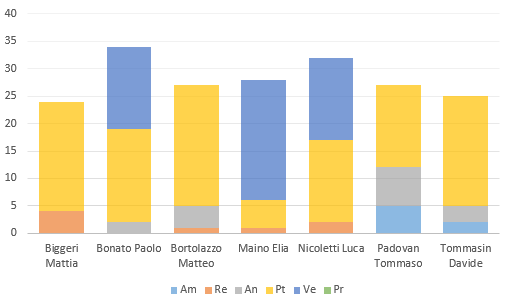 40
35
30
25
20
15
10
5
0
Biggeri Mattia
Bonato Paolo
Bortolazzo Matteo
Maino Elia
Nicoletti Luca
Padovan Tommaso
Tommasin Davide
Am Re An Pt Ve Pr